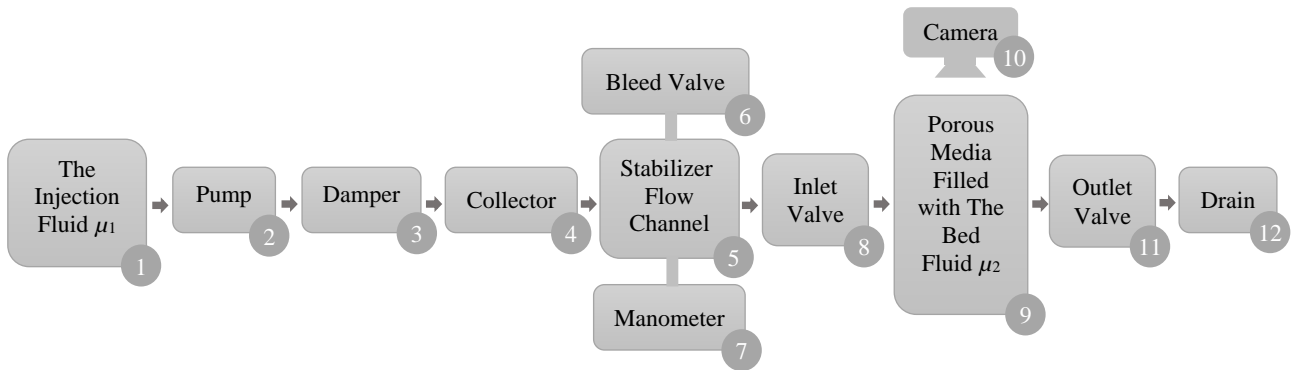 The
Injection
Fluid μ1
1
Pump
2
Damper
3
Collector
4
Bleed Valve
6
Stabilizer
Flow
Channel
5
Manometer
7
Inlet
Valve
8
Camera
10
Porous
Media
Filled
with The
Bed
Fluid μ2
9
Outlet
Valve
11
Drain
12